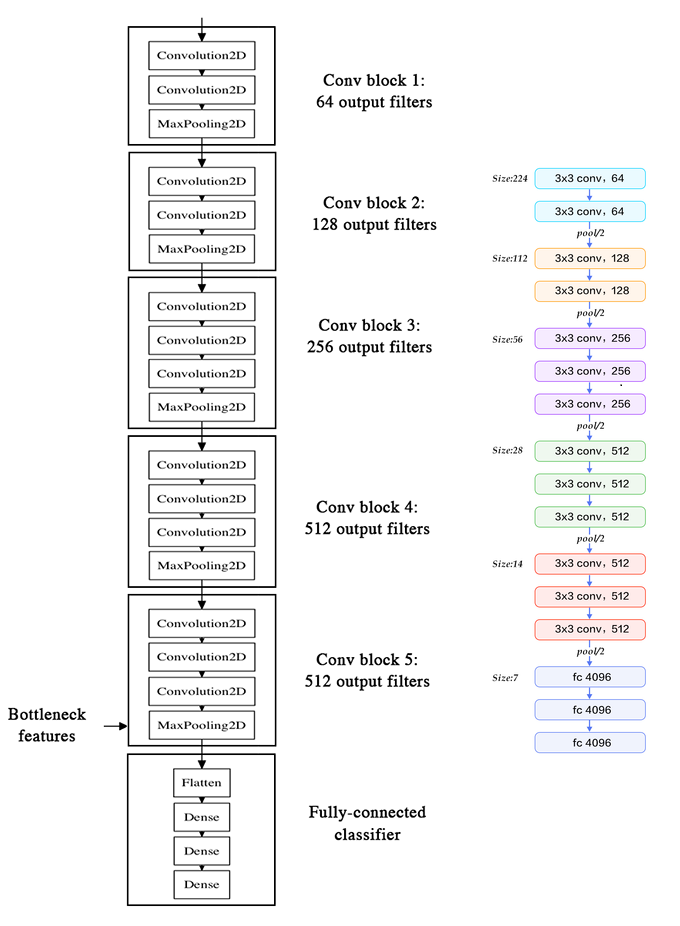 Convolution2D
Convolution2D
MaxPooling2D
Conv block 1:
64 output filters
Convolution2D
Convolution2D
MaxPooling2D
Conv block 2:
128 output filters
Convolution2D
Convolution2D
Convolution2D
MaxPooling2D
Conv block 3:
256 output filters
Convolution2D
Convolution2D
Convolution2D
MaxPooling2D
Conv block 4:
512 output filters
Convolution2D
Convolution2D
Convolution2D
MaxPooling2D
Conv block 5:
512 output filters
Bottleneck
features
Flatten
Dense
Dense
Dense
Fully-connected
classifier
Size:224
3x3 conv, 64
3x3 conv, 64
pool/2
Size:112
3x3 conv, 128
3x3 conv, 128
pool/2
Size:56
3x3 conv, 256
3x3 conv, 256
3x3 conv, 256
pool/2
Size:28
3x3 conv, 512
3x3 conv, 512
3x3 conv, 512
pool/2
Size:14
3x3 conv, 512
3x3 conv, 512
3x3 conv, 512
pool/2
Size:7
fc 4096
fc 4096
fc 4096